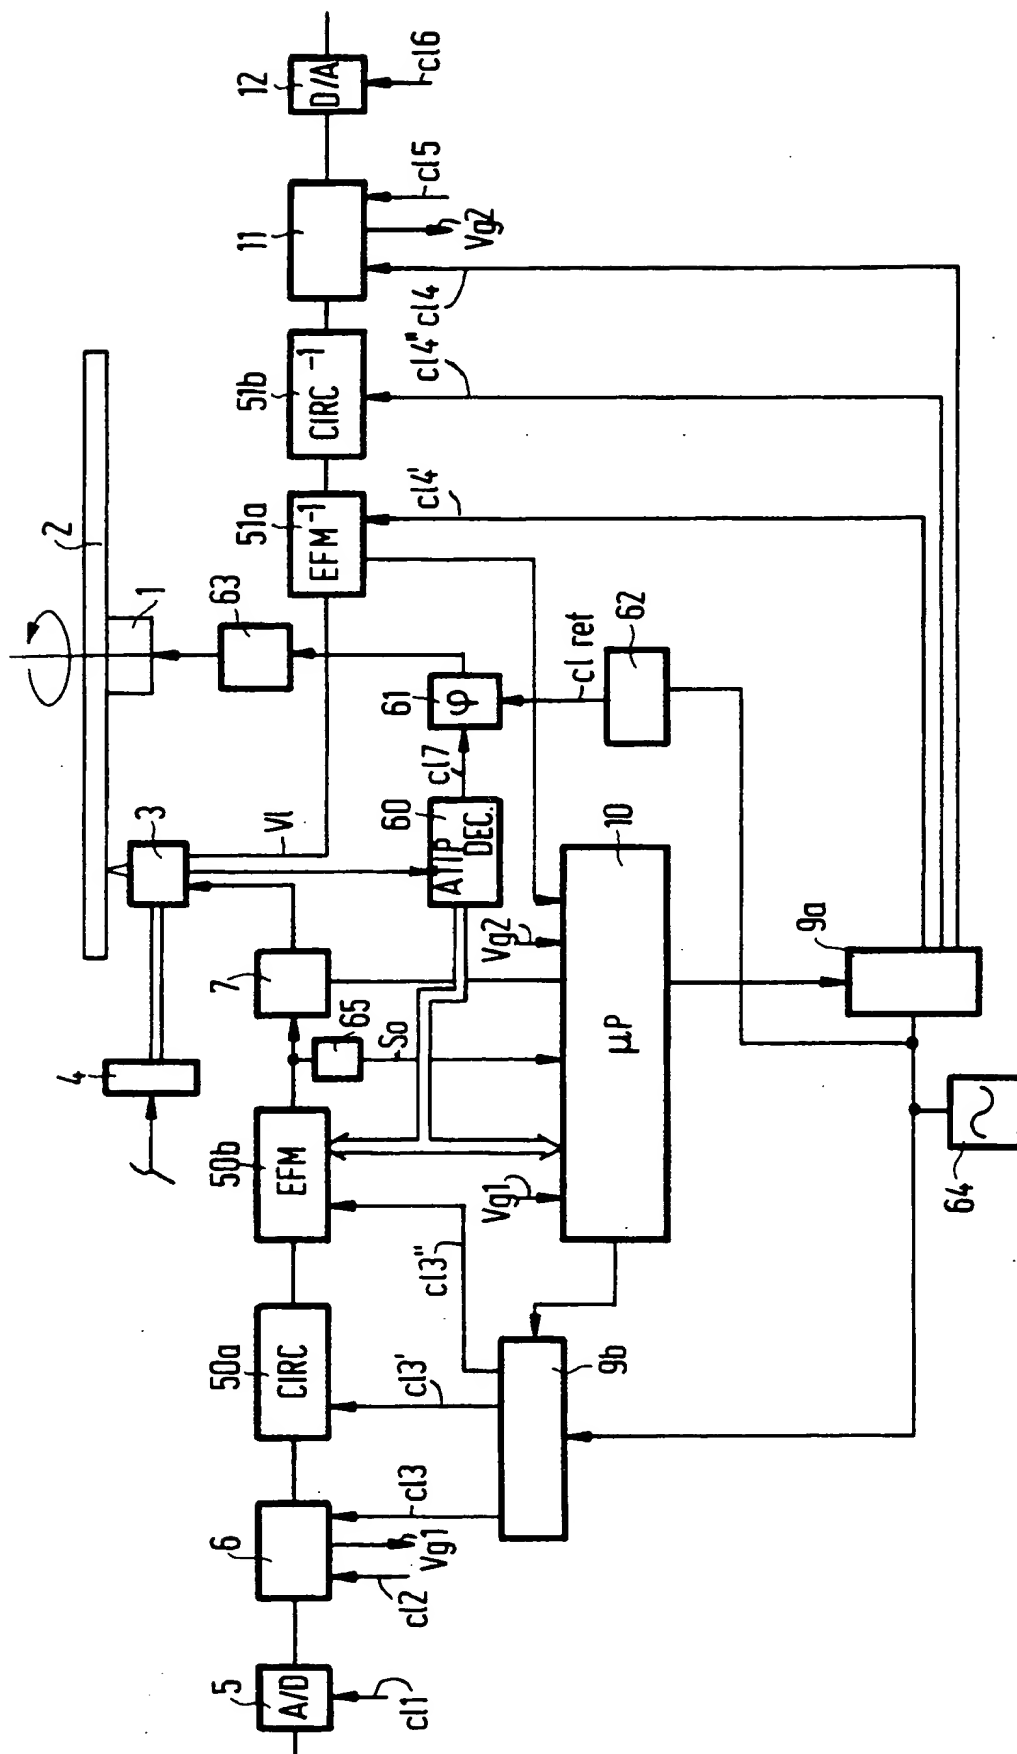 2
1
63
3
4
7
65
So
Vl
5
A/D
cl1
6
cl2
Vg1
cl3
50a
CIRC
cl3'
50b
EFM
cl3"
9b
60
ATIP
DEC.
cl7
61
φ
cl ref
62
51a
EFM⁻¹
cl4'
51b
CIRC⁻¹
cl4"
cl4
11
Vg2
cl5
12
D/A
cl6
Vg1
Vg2
10
μP
9a
64